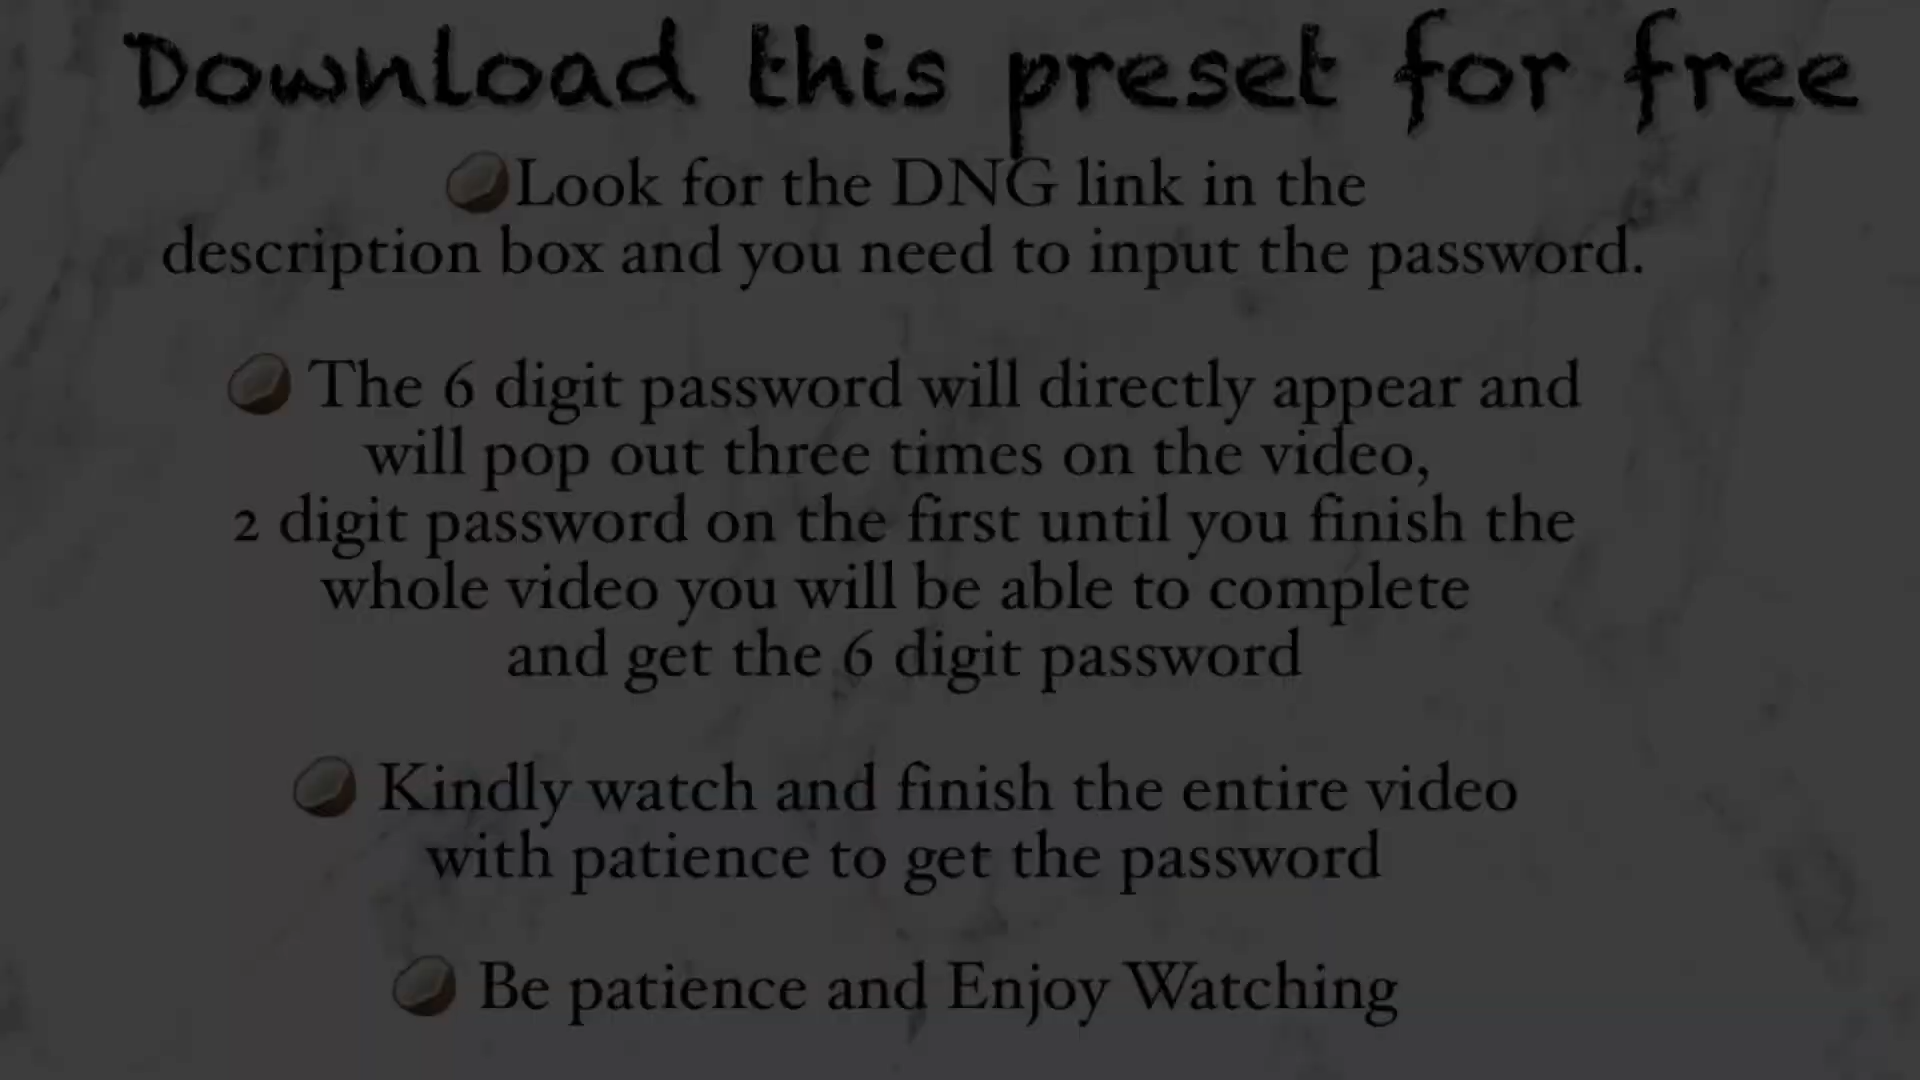 Download this preset for free
Look for the DNG link in the
description box and you need to input the password.
The 6 digit password will directly appear and
will pop out three times on the video,
2 digit password on the first until you finish the
whole video you will be able to complete
and get the 6 digit password
Kindly watch and finish the entire video
with patience to get the password
Be patience and Enjoy Watching